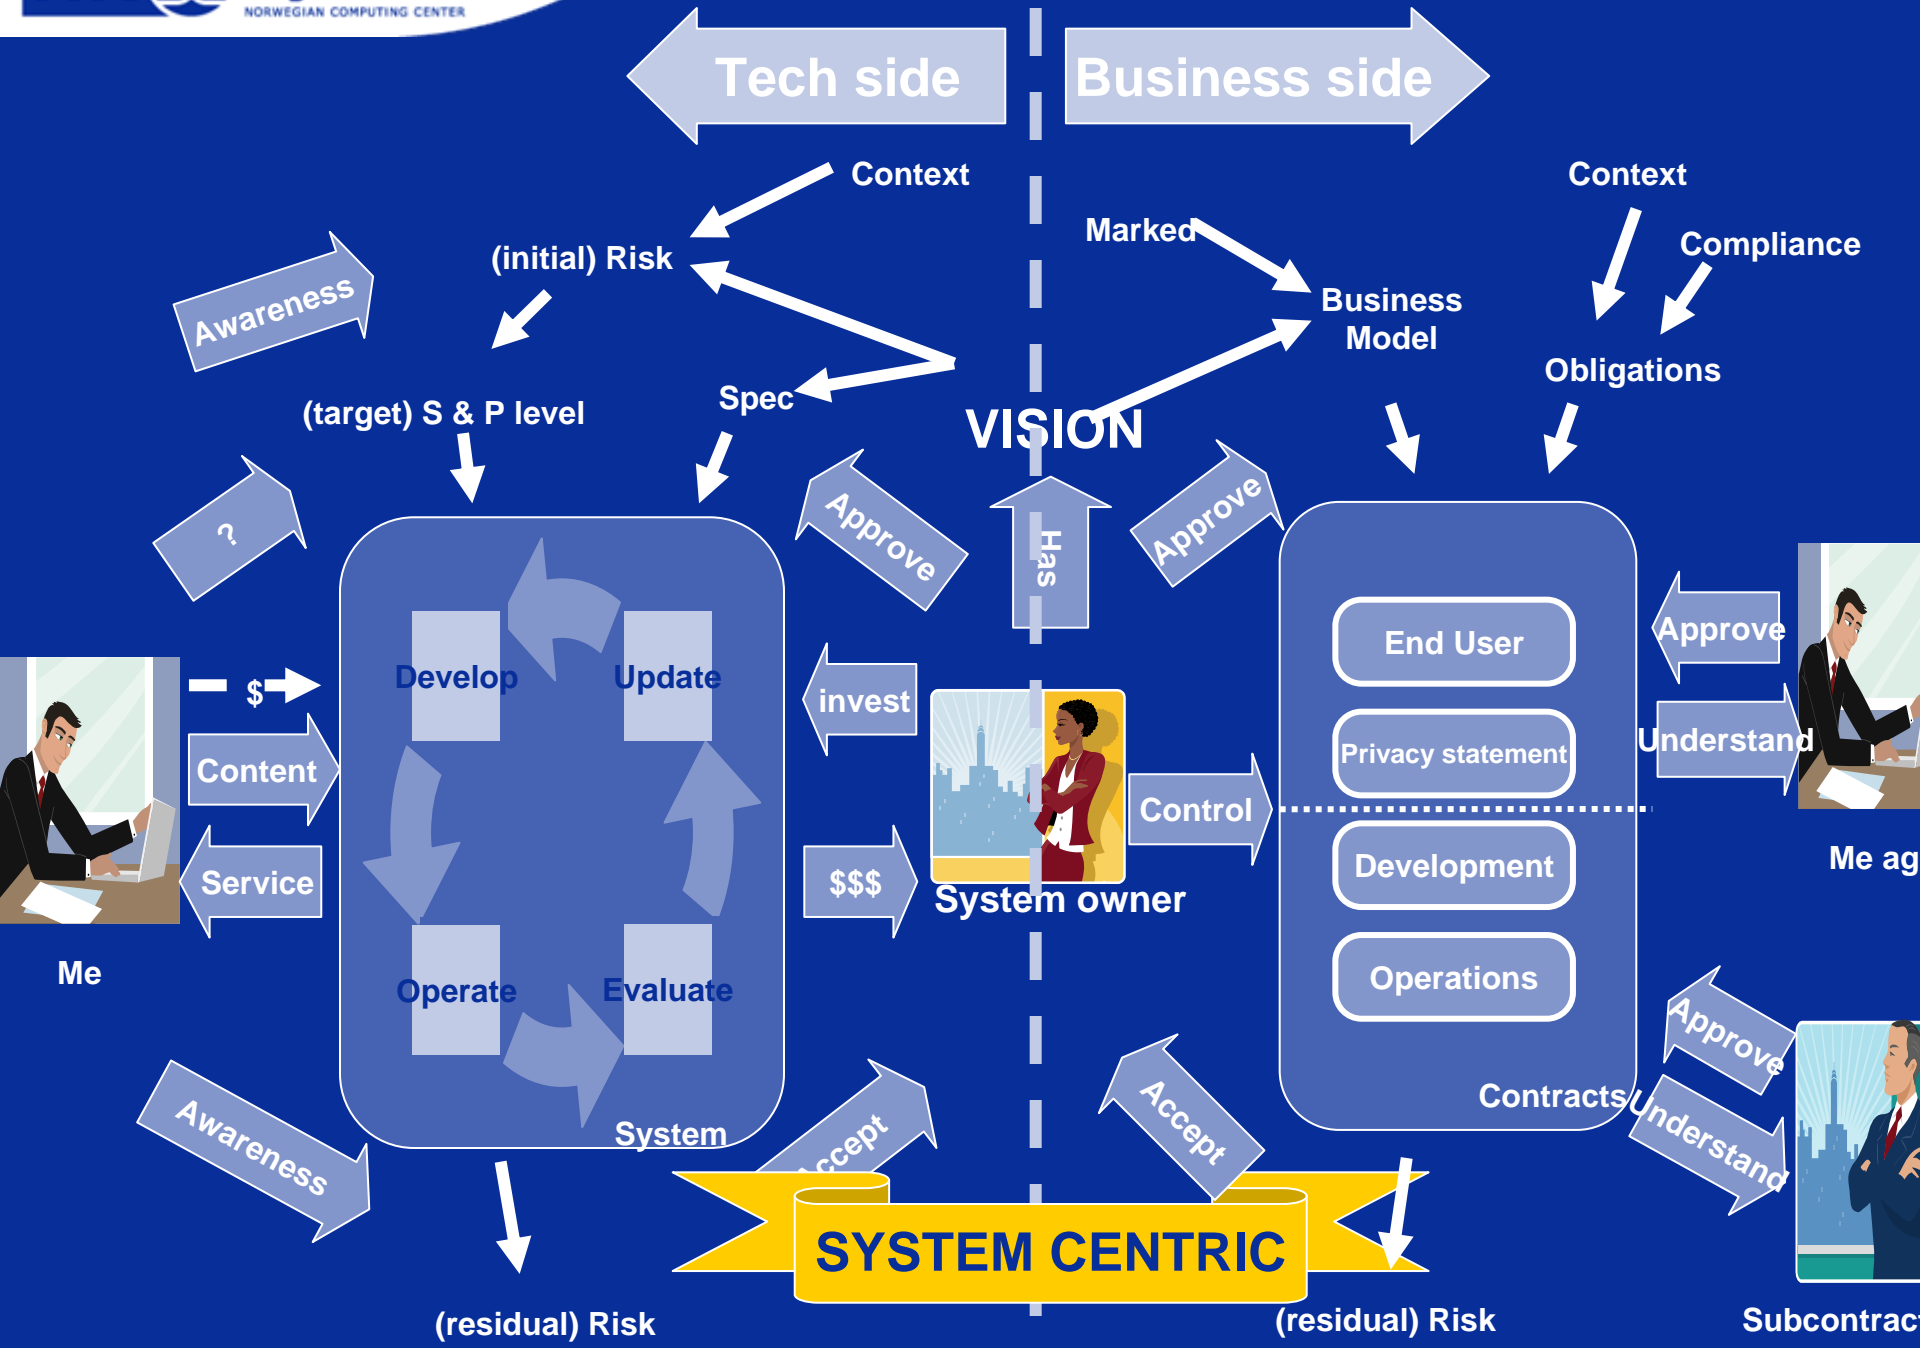 NORWEGIAN COMPUTING CENTER
Tech side
Business side
Context
Context
Marked
Compliance
(initial) Risk
Awareness
Business
Model
Obligations
Spec
(target) S & P level
VISION
?
Approve
Has
Approve
End User
Approve
Develop
Update
$
invest
Privacy statement
Understand
Content
Control
Service
$$$
Development
Me ag
System owner
Me
Operate
Evaluate
Operations
Approve
Contracts
Understand
Awareness
System
Accept
Accept
SYSTEM CENTRIC
(residual) Risk
(residual) Risk
Subcontract